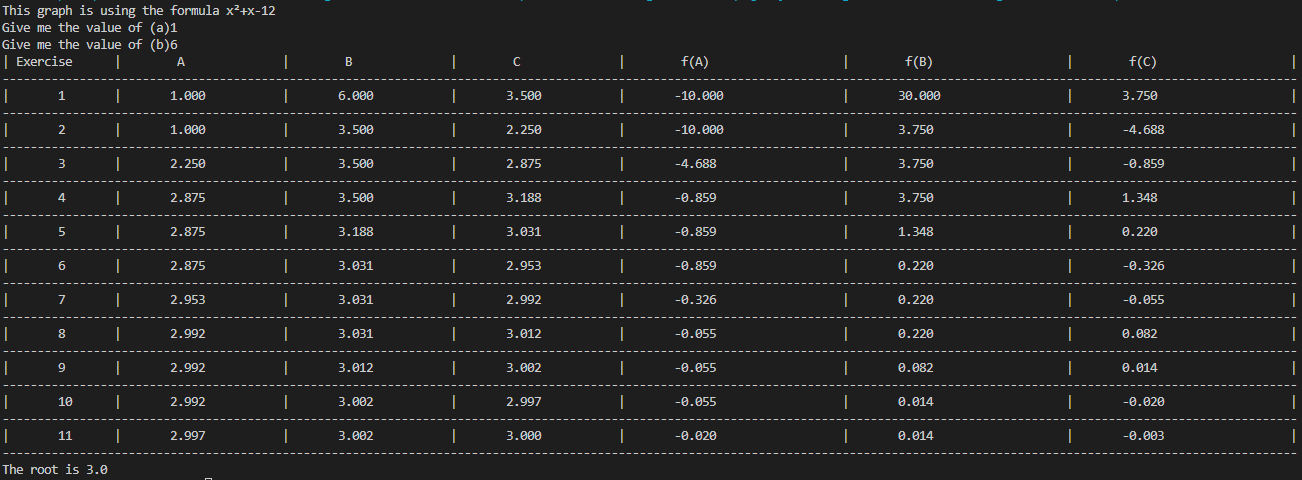 This graph is using the formula x²+x-12
Give me the value of (a)1
Give me the value of (b)6
| Exercise | A | B | C | f(A) | f(B) | f(C) |
| 1 | 1.000 | 6.000 | 3.500 | -10.000 | 30.000 | 3.750 |
| 2 | 1.000 | 3.500 | 2.250 | -10.000 | 3.750 | -4.688 |
| 3 | 2.250 | 3.500 | 2.875 | -4.688 | 3.750 | -0.859 |
| 4 | 2.875 | 3.500 | 3.188 | -0.859 | 3.750 | 1.348 |
| 5 | 2.875 | 3.188 | 3.031 | -0.859 | 1.348 | 0.220 |
| 6 | 2.875 | 3.031 | 2.953 | -0.859 | 0.220 | -0.326 |
| 7 | 2.953 | 3.031 | 2.992 | -0.326 | 0.220 | -0.055 |
| 8 | 2.992 | 3.031 | 3.012 | -0.055 | 0.220 | 0.082 |
| 9 | 2.992 | 3.012 | 3.002 | -0.055 | 0.082 | 0.014 |
| 10 | 2.992 | 3.002 | 2.997 | -0.055 | 0.014 | -0.020 |
| 11 | 2.997 | 3.002 | 3.000 | -0.020 | 0.014 | -0.003 |
The root is 3.0